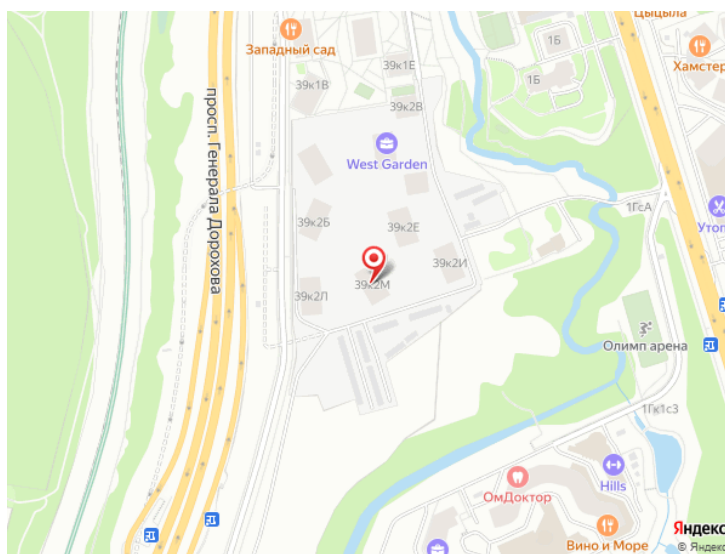 Цыцыла
Западный сад
1Б
Хамстер
39к1Е
1Б
39к1В
39к2В
West Garden
просп. Генерала Дорохова
1ГсА
Утоп
39к2Б
39к2Е
39к2И
39к2М
39к2Л
Олимп арена
1Гк1с3
Hills
ОмДоктор
Яндекс
Вино и Море
© Яндекс